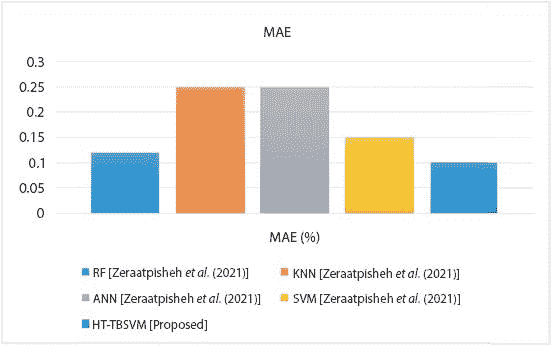 MAE
0.3
0.25
0.2
0.15
0.1
0.05
0
MAE (%)
RF [Zeraatpisheh et al. (2021)] KNN [Zeraatpisheh et al. (2021)]
ANN [Zeraatpisheh et al. (2021)] SVM [Zeraatpisheh et al. (2021)]
HT-TBSVM [Proposed]